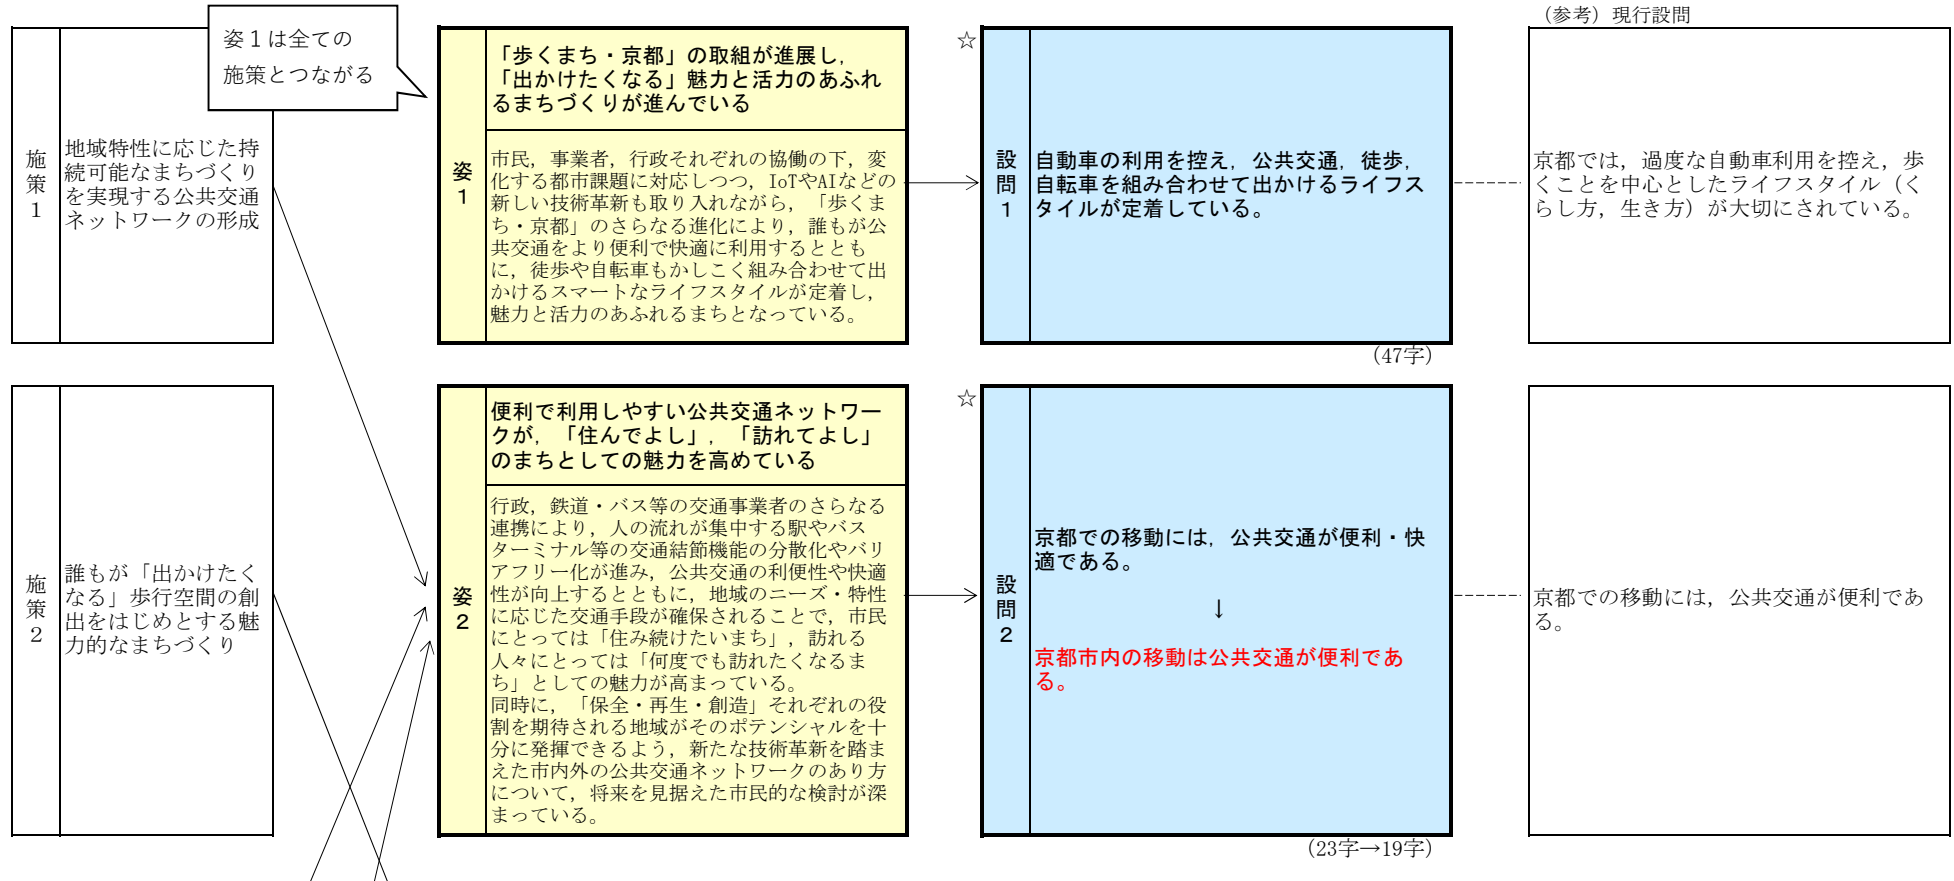 (参考）現行設問
姿１は全ての
施策とつながる
施策１
地域特性に応じた持
続可能なまちづくり
を実現する公共交通
ネットワークの形成
姿１
「歩くまち・京都」の取組が進展し，
「出かけたくなる」魅力と活力のあふれ
るまちづくりが進んでいる
市民，事業者，行政それぞれの協働の下，変
化する都市課題に対応しつつ，IoTやAIなどの
新しい技術革新も取り入れながら，「歩くま
ち・京都」のさらなる進化により，誰もが公
共交通をより便利で快適に利用するととも
に，徒歩や自転車もかしこく組み合わせて出
かけるスマートなライフスタイルが定着し，
魅力と活力のあふれるまちとなっている。
☆
設問１
自動車の利用を控え，公共交通，徒歩，
自転車を組み合わせて出かけるライフス
タイルが定着している。
(47字)
京都では，過度な自動車利用を控え，歩
くことを中心としたライフスタイル（く
らし方，生き方）が大切にされている。
施策２
誰もが「出かけたく
なる」歩行空間の創
出をはじめとする魅
力的なまちづくり
姿２
便利で利用しやすい公共交通ネットワー
クが，「住んでよし」，「訪れてよし」
のまちとしての魅力を高めている
行政，鉄道・バス等の交通事業者のさらなる
連携により，人の流れが集中する駅やバス
ターミナル等の交通結節機能の分散化やバリ
アフリー化が進み，公共交通の利便性や快適
性が向上するとともに，地域のニーズ・特性
に応じた交通手段が確保されることで，市民
にとっては「住み続けたいまち」，訪れる
人々にとっては「何度でも訪れたくなるま
ち」としての魅力が高まっている。
同時に，「保全・再生・創造」それぞれの役
割を期待される地域がそのポテンシャルを十
分に発揮できるよう，新たな技術革新を踏ま
えた市内外の公共交通ネットワークのあり方
について，将来を見据えた市民的な検討が深
まっている。
☆
設問２
京都での移動には，公共交通が便利・快
適である。
↓
京都市内の移動は公共交通が便利であ
る。
(23字→19字)
京都での移動には，公共交通が便利であ
る。